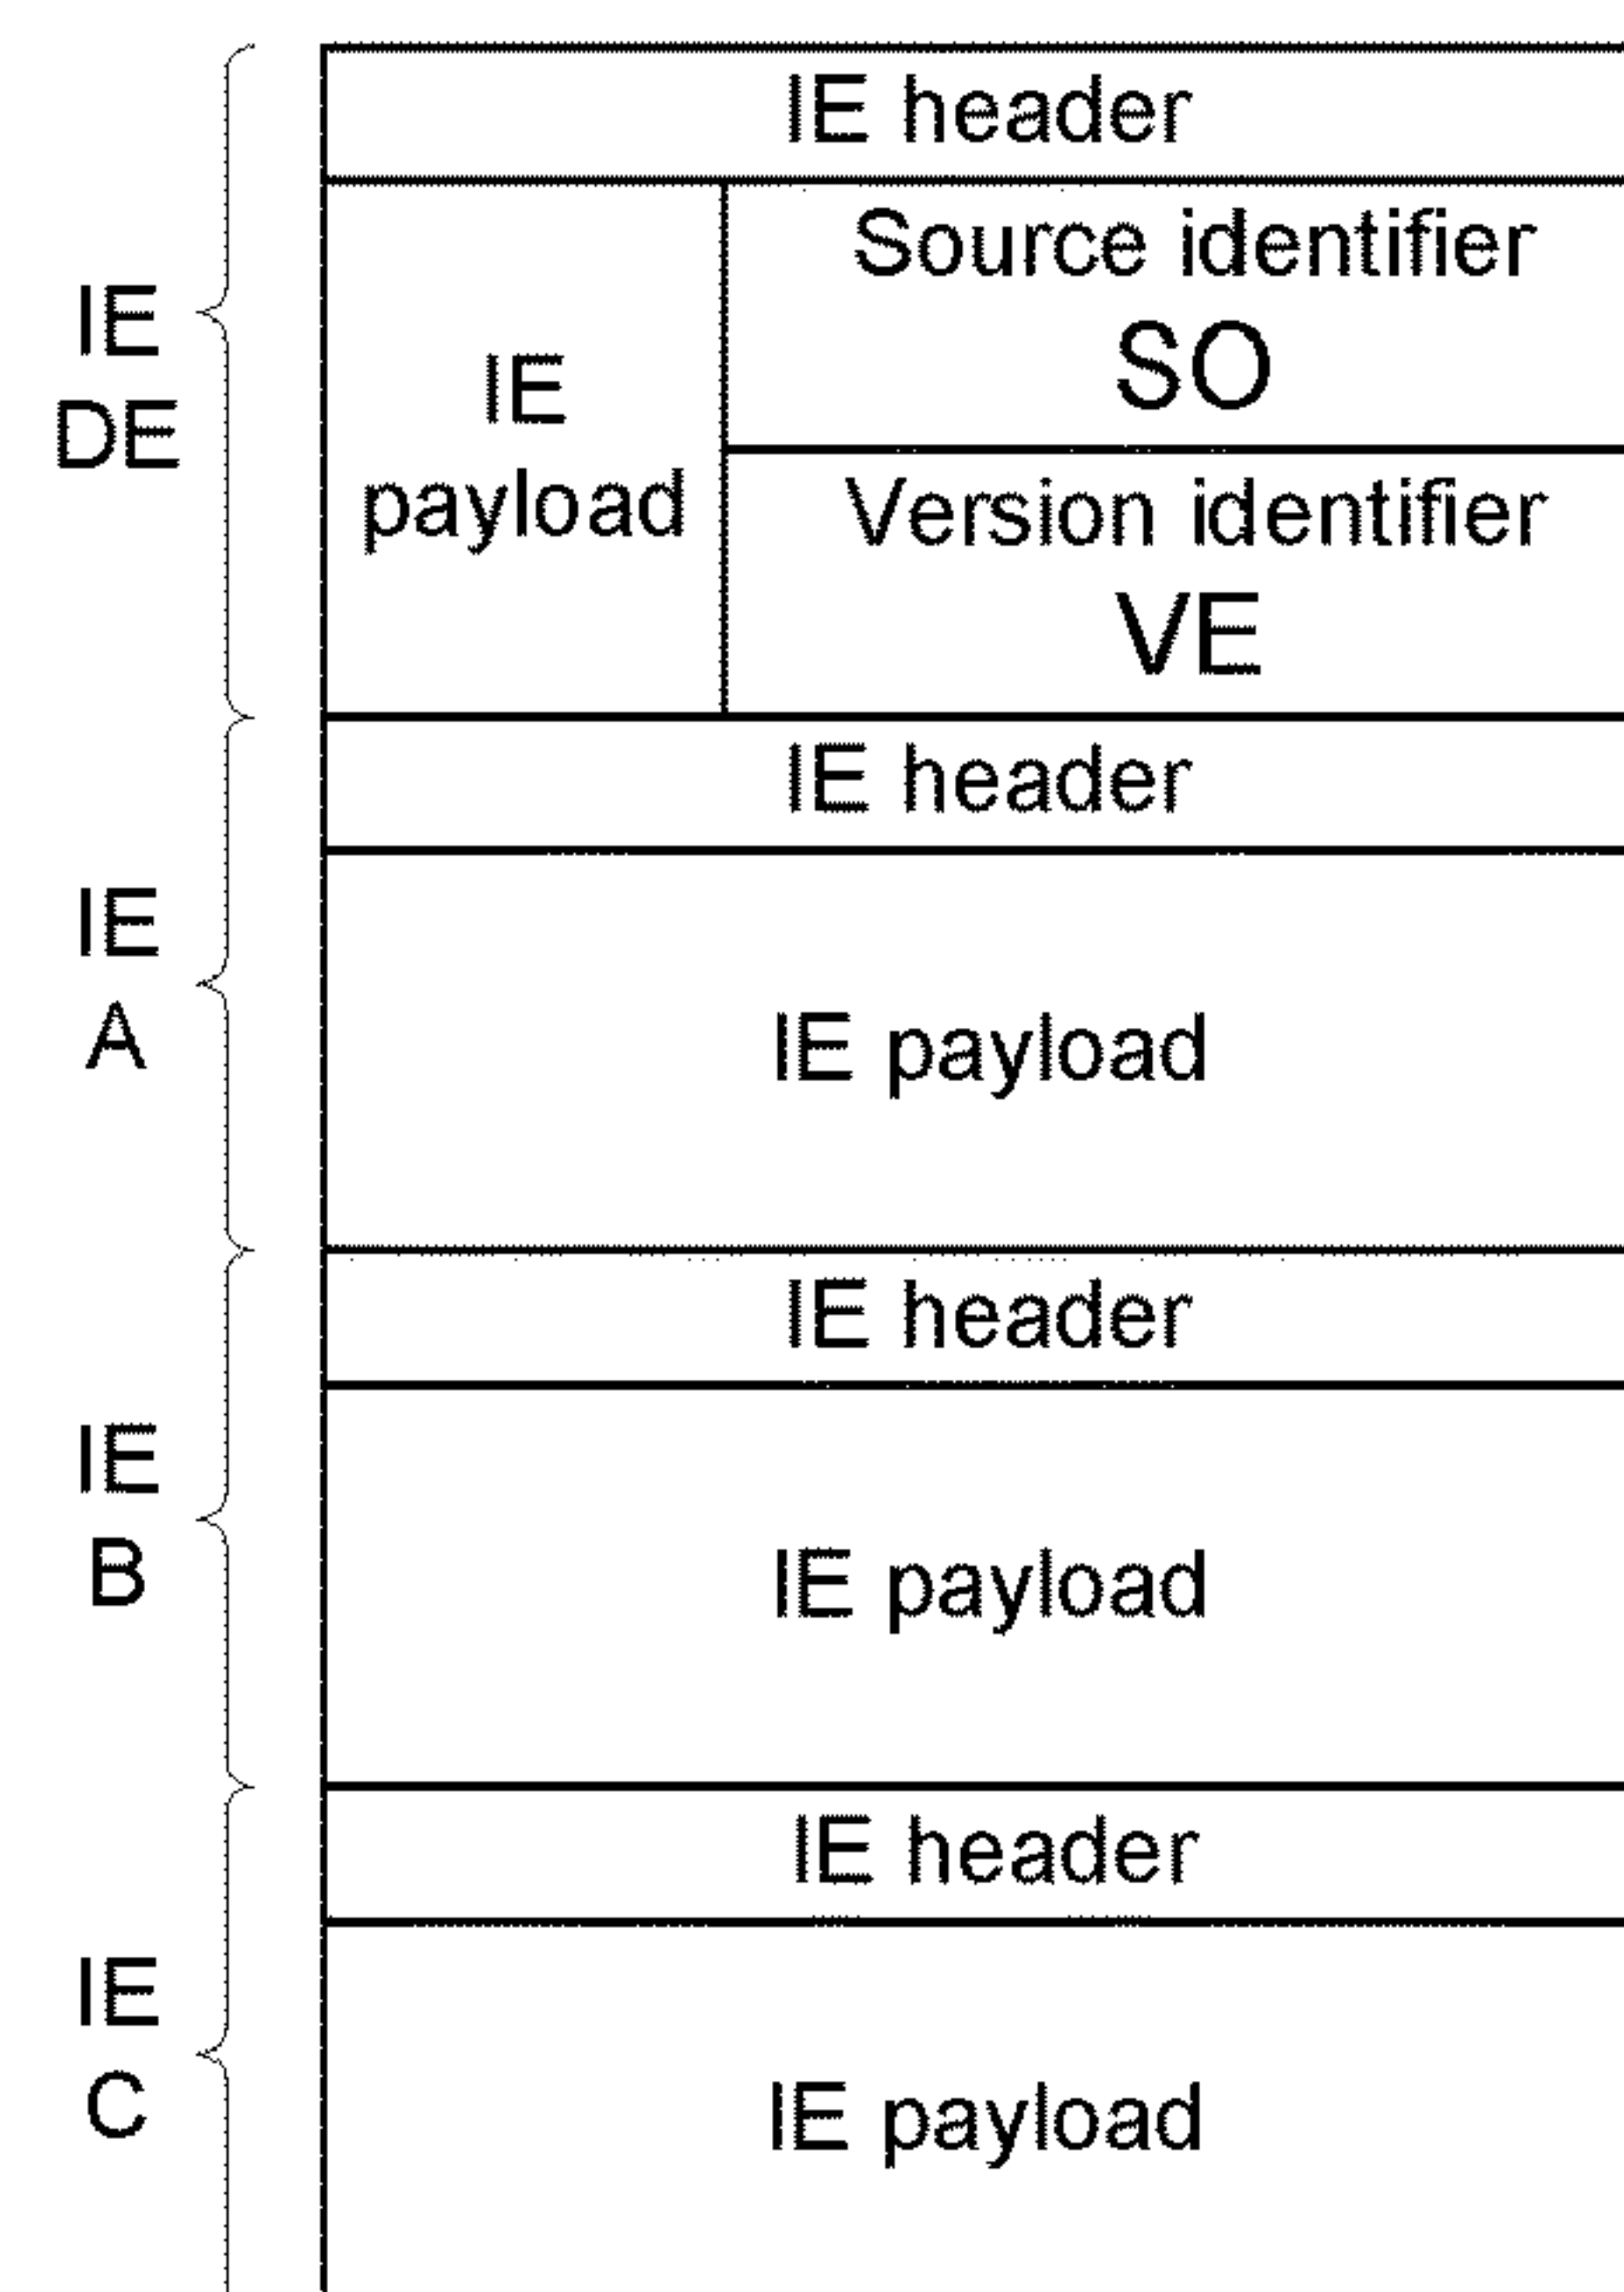 IE header
IE
DE
IE
payload
Source identifier
SO
Version identifier
VE
IE header
IE
A
IE payload
IE header
IE
B
IE payload
IE header
IE
C
IE payload